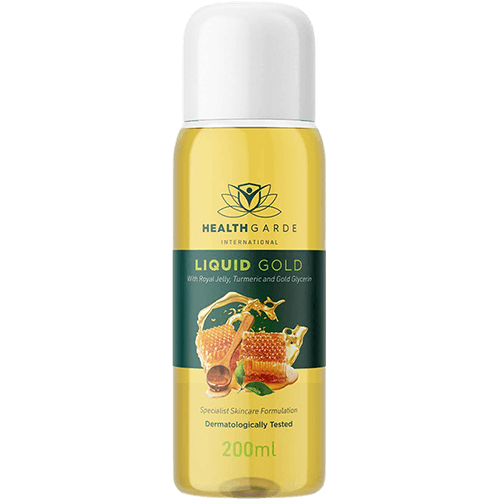 HEALTHGARDE
INTERNATIONAL
LIQUID GOLD
With Royal Jelly, Turmeric and Gold Glycerin
Specialist Skincare Formulation
Dermatologically Tested
200ml